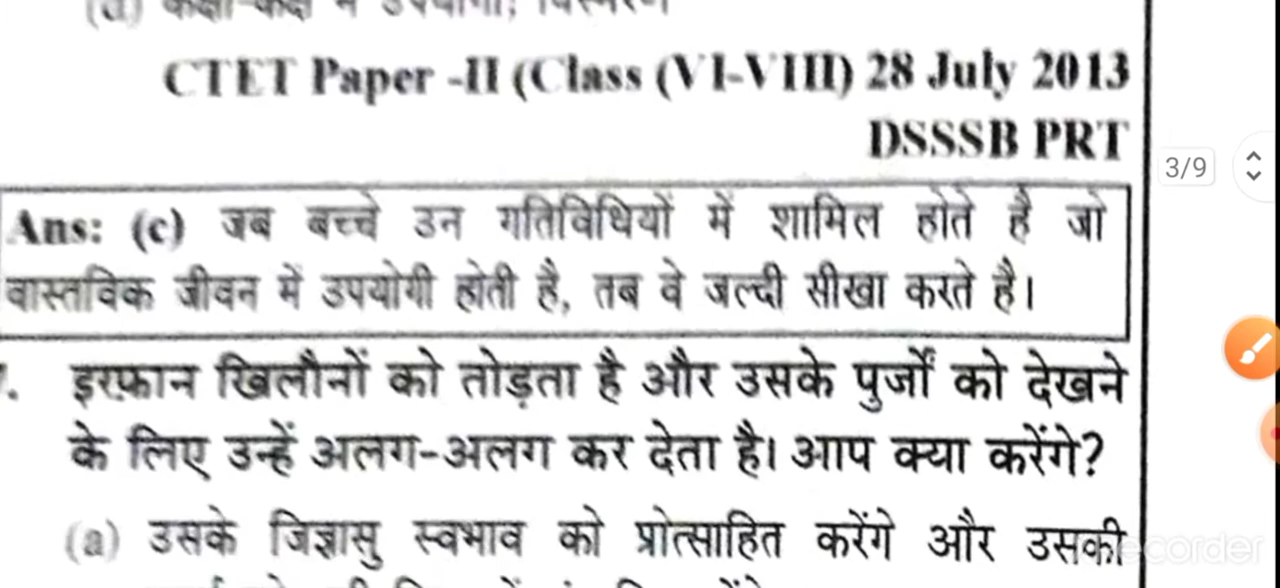 CTET Paper -II (Class (VI-VIII) 28 July 2013
DSSSB PRT
3/9
Ans: (c) जब बच्चे उन गतिविधियों में शामिल होते है जो
वास्तविक जीवन में उपयोगी होती है, तब वे जल्दी सीखा करते है।
इरफ़ान खिलौनों को तोड़ता है और उसके पुर्जों को देखने
के लिए उन्हें अलग-अलग कर देता है। आप क्या करेंगे?
(a) उसके जिज्ञासु स्वभाव को प्रोत्साहित करेंगे और उसकी